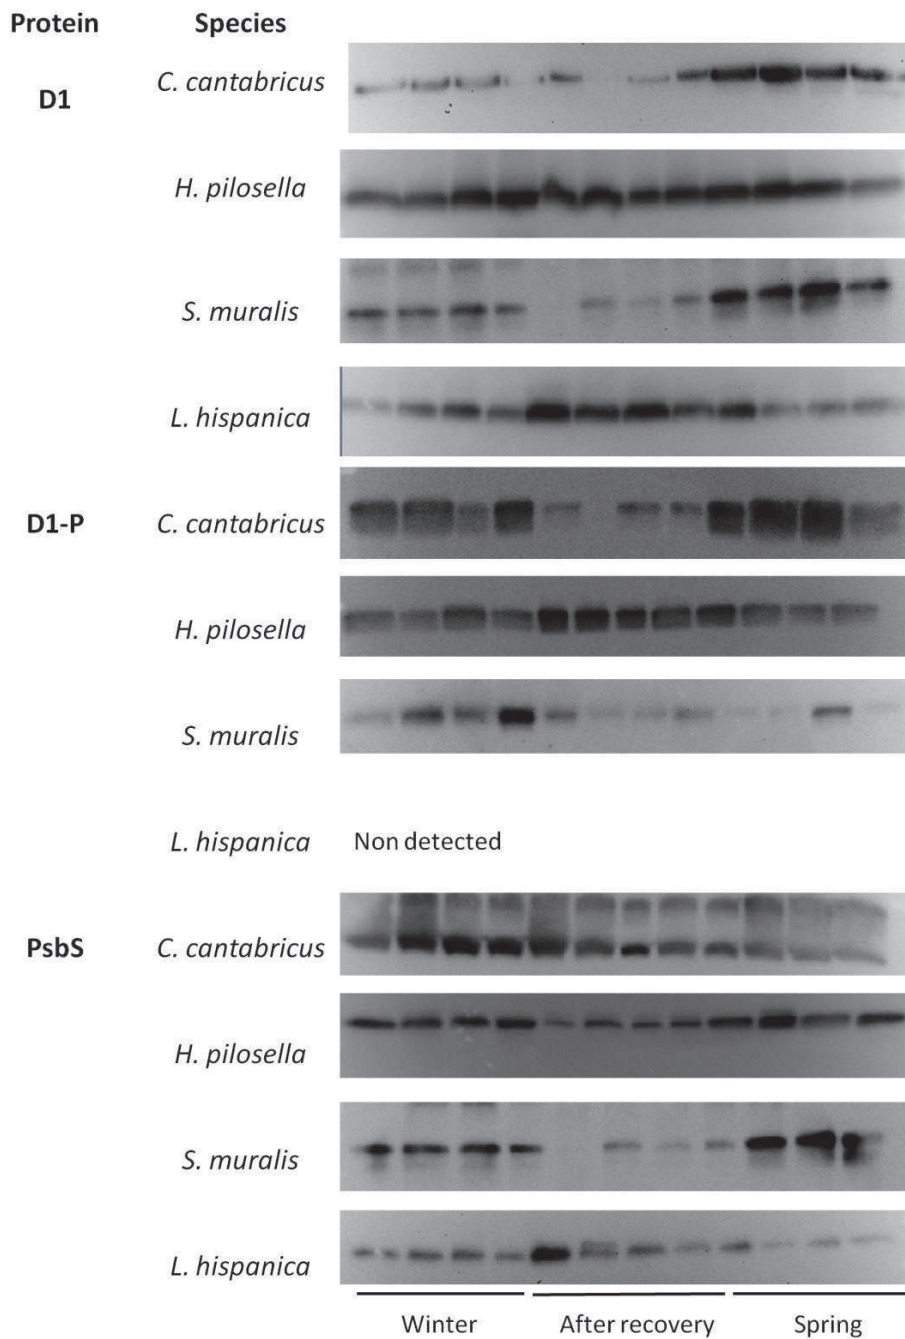 Protein Species
D1 C. cantabricus
H. pilosella
S. muralis
L. hispanica
D1-P C. cantabricus
H. pilosella
S. muralis
L. hispanica Non detected
PsbS C. cantabricus
H. pilosella
S. muralis
L. hispanica
Winter After recovery Spring